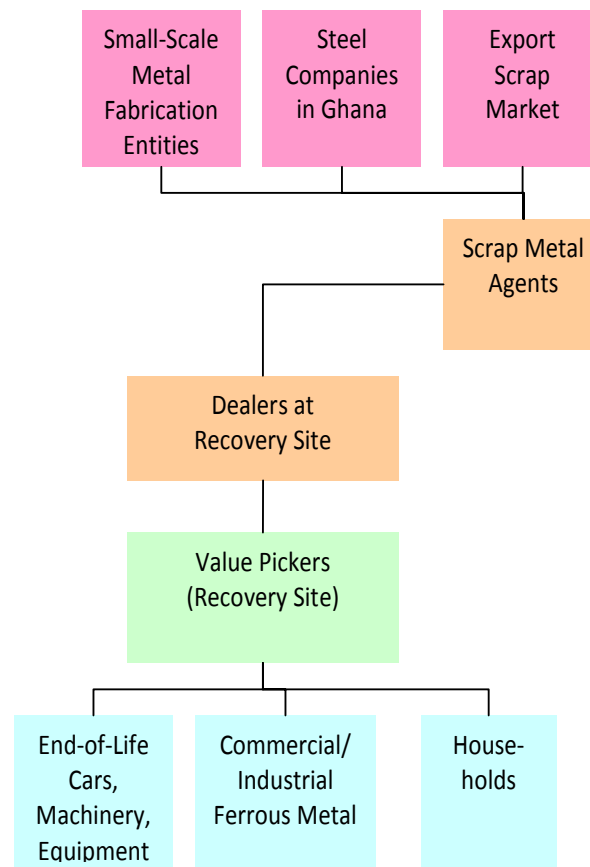 Small-Scale
Metal
Fabrication
Entities
Steel
Companies
in Ghana
Export
Scrap
Market
Scrap Metal
Agents
Dealers at
Recovery Site
Value Pickers
(Recovery Site)
End-of-Life
Cars,
Machinery,
Equipment
Commercial/
Industrial
Ferrous Metal
House-
holds